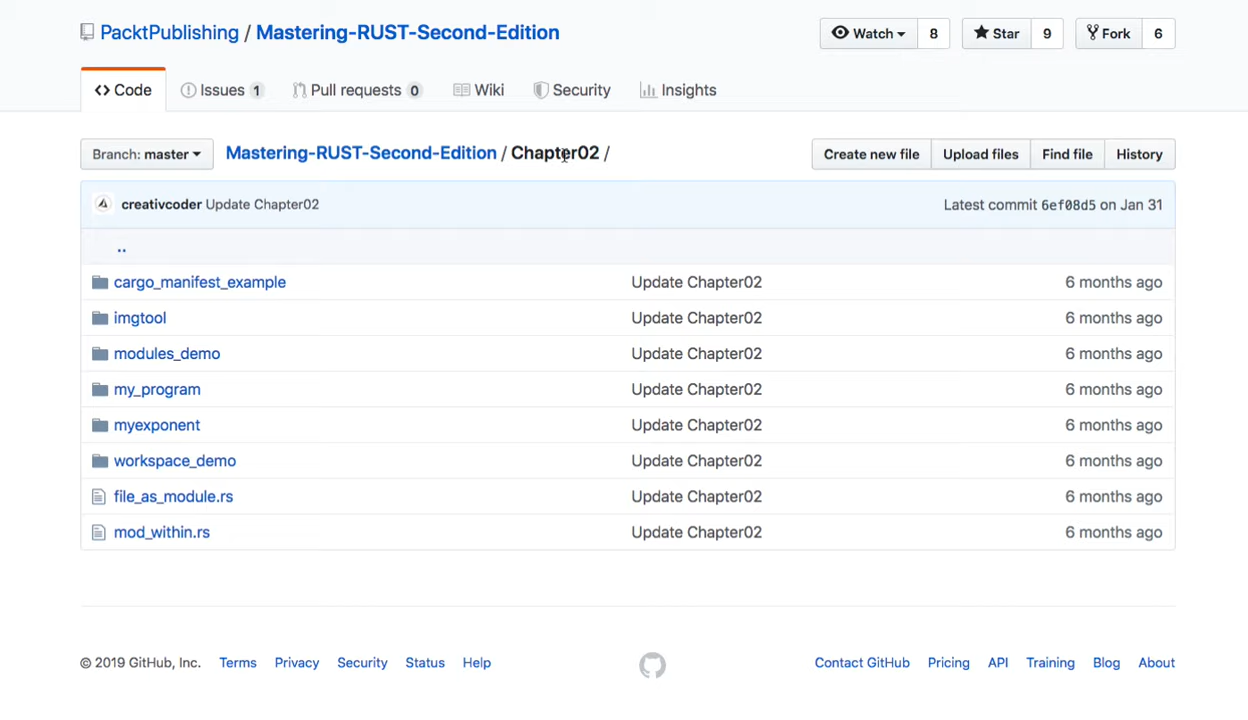 PacktPublishing / Mastering-RUST-Second-Edition Watch 8 Star 9 Fork 6
Code Issues 1 Pull requests 0 Wiki Security Insights
Branch: master Mastering-RUST-Second-Edition / Chapter02 / Create new file Upload files Find file History
creativcoder Update Chapter02 Latest commit 6ef08d5 on Jan 31
..
cargo_manifest_example Update Chapter02 6 months ago
imgtool Update Chapter02 6 months ago
modules_demo Update Chapter02 6 months ago
my_program Update Chapter02 6 months ago
myexponent Update Chapter02 6 months ago
workspace_demo Update Chapter02 6 months ago
file_as_module.rs Update Chapter02 6 months ago
mod_within.rs Update Chapter02 6 months ago
© 2019 GitHub, Inc. Terms Privacy Security Status Help Contact GitHub Pricing API Training Blog About